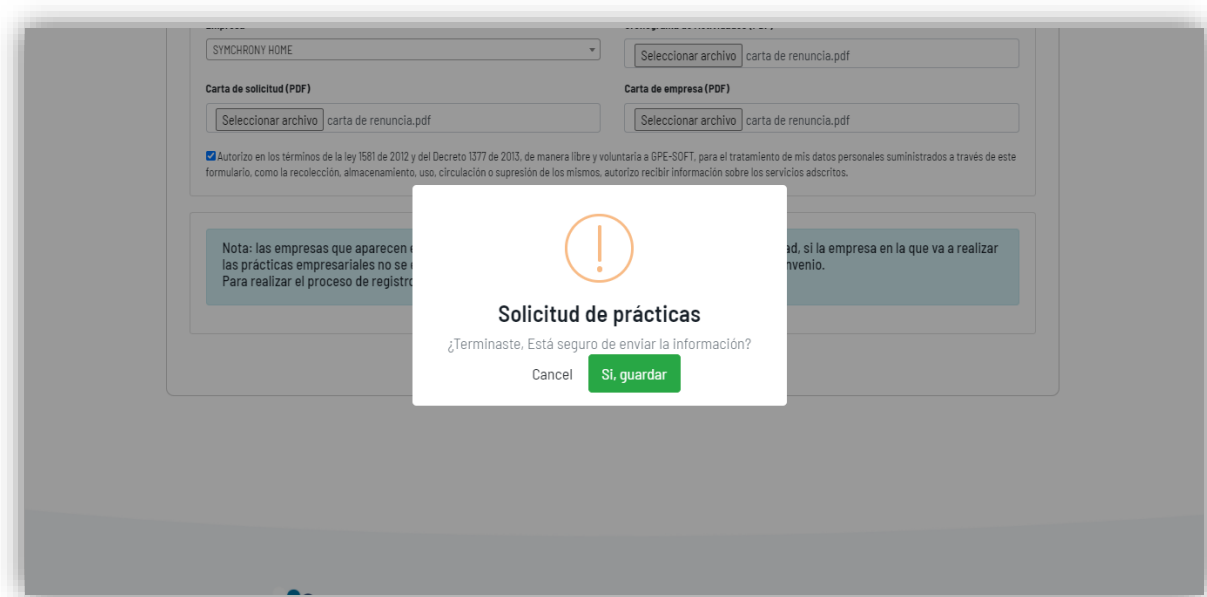 SYMCHRONY HOME
Seleccionar archivo carta de renuncia.pdf
Carta de solicitud (PDF)
Carta de empresa (PDF)
Seleccionar archivo carta de renuncia.pdf
Seleccionar archivo carta de renuncia.pdf
Autorizo en los términos de la ley 1581 de 2012 y del Decreto 1377 de 2013, de manera libre y voluntaria a GPE-SOFT, para el tratamiento de mis datos personales suministrados a través de este
formulario, como la recolección, almacenamiento, uso, circulación o supresión de los mismos, autorizo recibir información sobre los servicios adscritos.
Nota: las empresas que aparecen
ad, si la empresa en la que va a realizar
las prácticas empresariales no se
nvenio.
Para realizar el proceso de registro
Solicitud de prácticas
¿Terminaste, Está seguro de enviar la información?
Cancel
Si, guardar